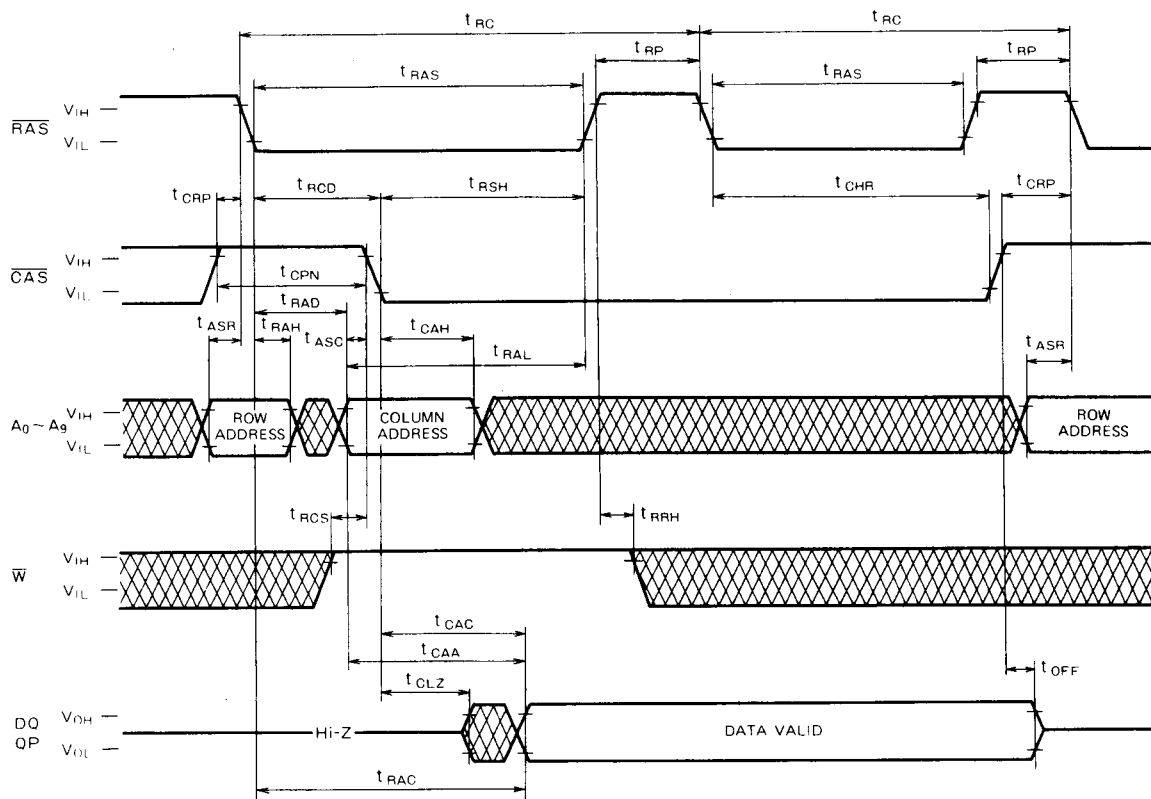 tRC tRC
tRP tRP
tRAS tRAS
RAS VIH
VIL
tCRP tRCD tRSH tCHR tCRP
CAS VIH
VIL
tCPN
tRAD
tASR tRAH tASC tCAH
tRAL tASR
A0~A9 VIH
VIL
ROW
ADDRESS
COLUMN
ADDRESS
ROW
ADDRESS
tRCS tRRH
W VIH
VIL
tCAC
tCAA
tCLZ tOFF
DQ VOH
QP VOL
Hi-Z DATA VALID
tRAC